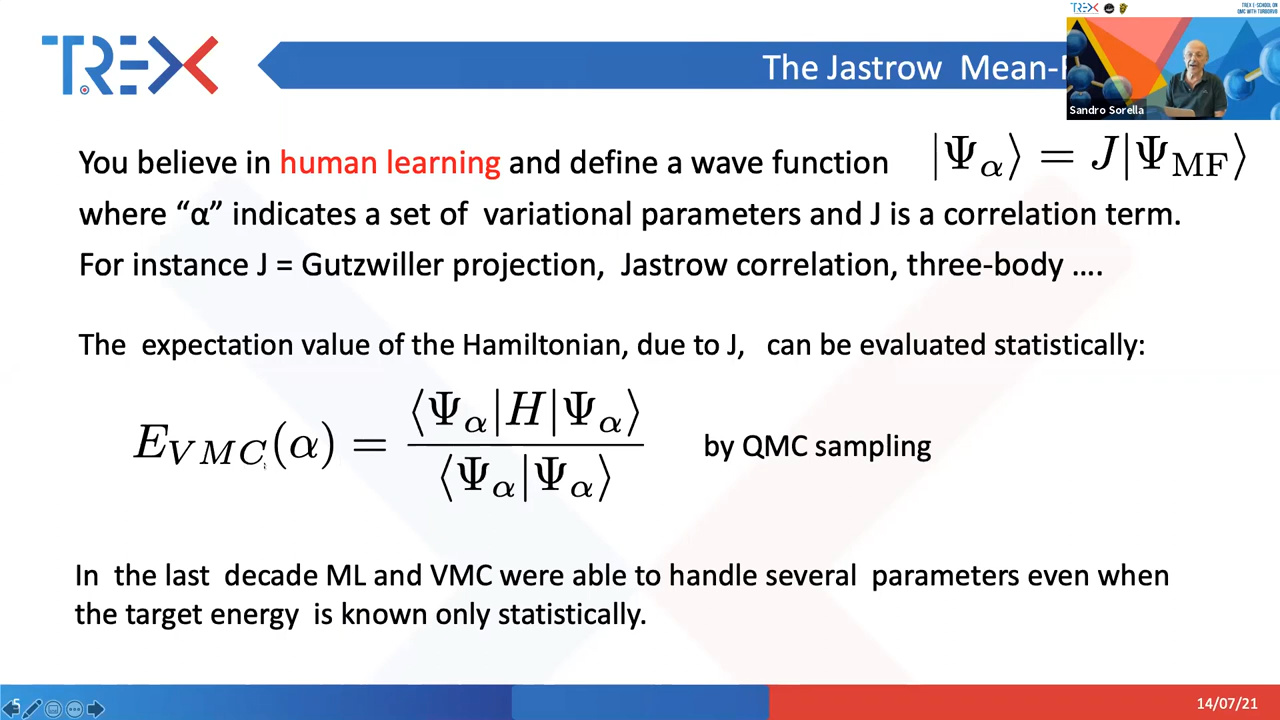 TREX
TREX E-SCHOOL ON
QMC WITH TURBORVB
TREX
The Jastrow Mean-F
Sandro Sorella
You believe in human learning and define a wave function |Ψα⟩ = J|ΨMF⟩
where “α” indicates a set of variational parameters and J is a correlation term.
For instance J = Gutzwiller projection, Jastrow correlation, three-body ....
The expectation value of the Hamiltonian, due to J, can be evaluated statistically:
EVMC(α) = ⟨Ψα|H|Ψα⟩ / ⟨Ψα|Ψα⟩ by QMC sampling
In the last decade ML and VMC were able to handle several parameters even when
the target energy is known only statistically.
5
14/07/21